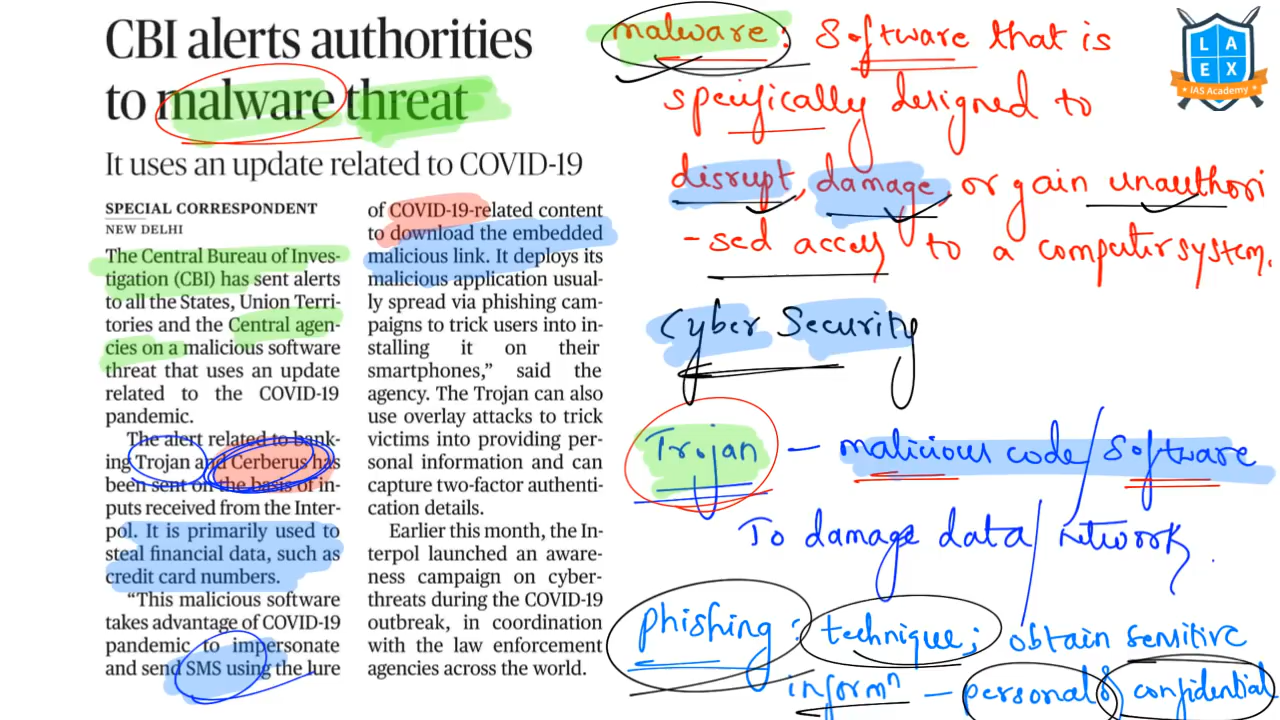 CBI alerts authorities
to malware threat
It uses an update related to COVID-19
SPECIAL CORRESPONDENT
NEW DELHI
The Central Bureau of Inves-
tigation (CBI) has sent alerts
to all the States, Union Terri-
tories and the Central agen-
cies on a malicious software
threat that uses an update
related to the COVID-19
pandemic.
The alert related to bank-
ing Trojan and Cerberus has
been sent on the basis of in-
puts received from the Inter-
pol. It is primarily used to
steal financial data, such as
credit card numbers.
“This malicious software
takes advantage of COVID-19
pandemic to impersonate
and send SMS using the lure
of COVID-19-related content
to download the embedded
malicious link. It deploys its
malicious application usual-
ly spread via phishing cam-
paigns to trick users into in-
stalling it on their
smartphones,” said the
agency. The Trojan can also
use overlay attacks to trick
victims into providing per-
sonal information and can
capture two-factor authenti-
cation details.
Earlier this month, the In-
terpol launched an aware-
ness campaign on cyber-
threats during the COVID-19
outbreak, in coordination
with the law enforcement
agencies across the world.
malware: Software that is
specifically designed to
disrupt, damage, or gain unauthori
-sed access to a computer system.
Cyber Security
Trojan – malicious code/Software
To damage data/network.
phishing: technique; obtain sensitive
informⁿ – personal & confidential
L A
E X
IAS Academy